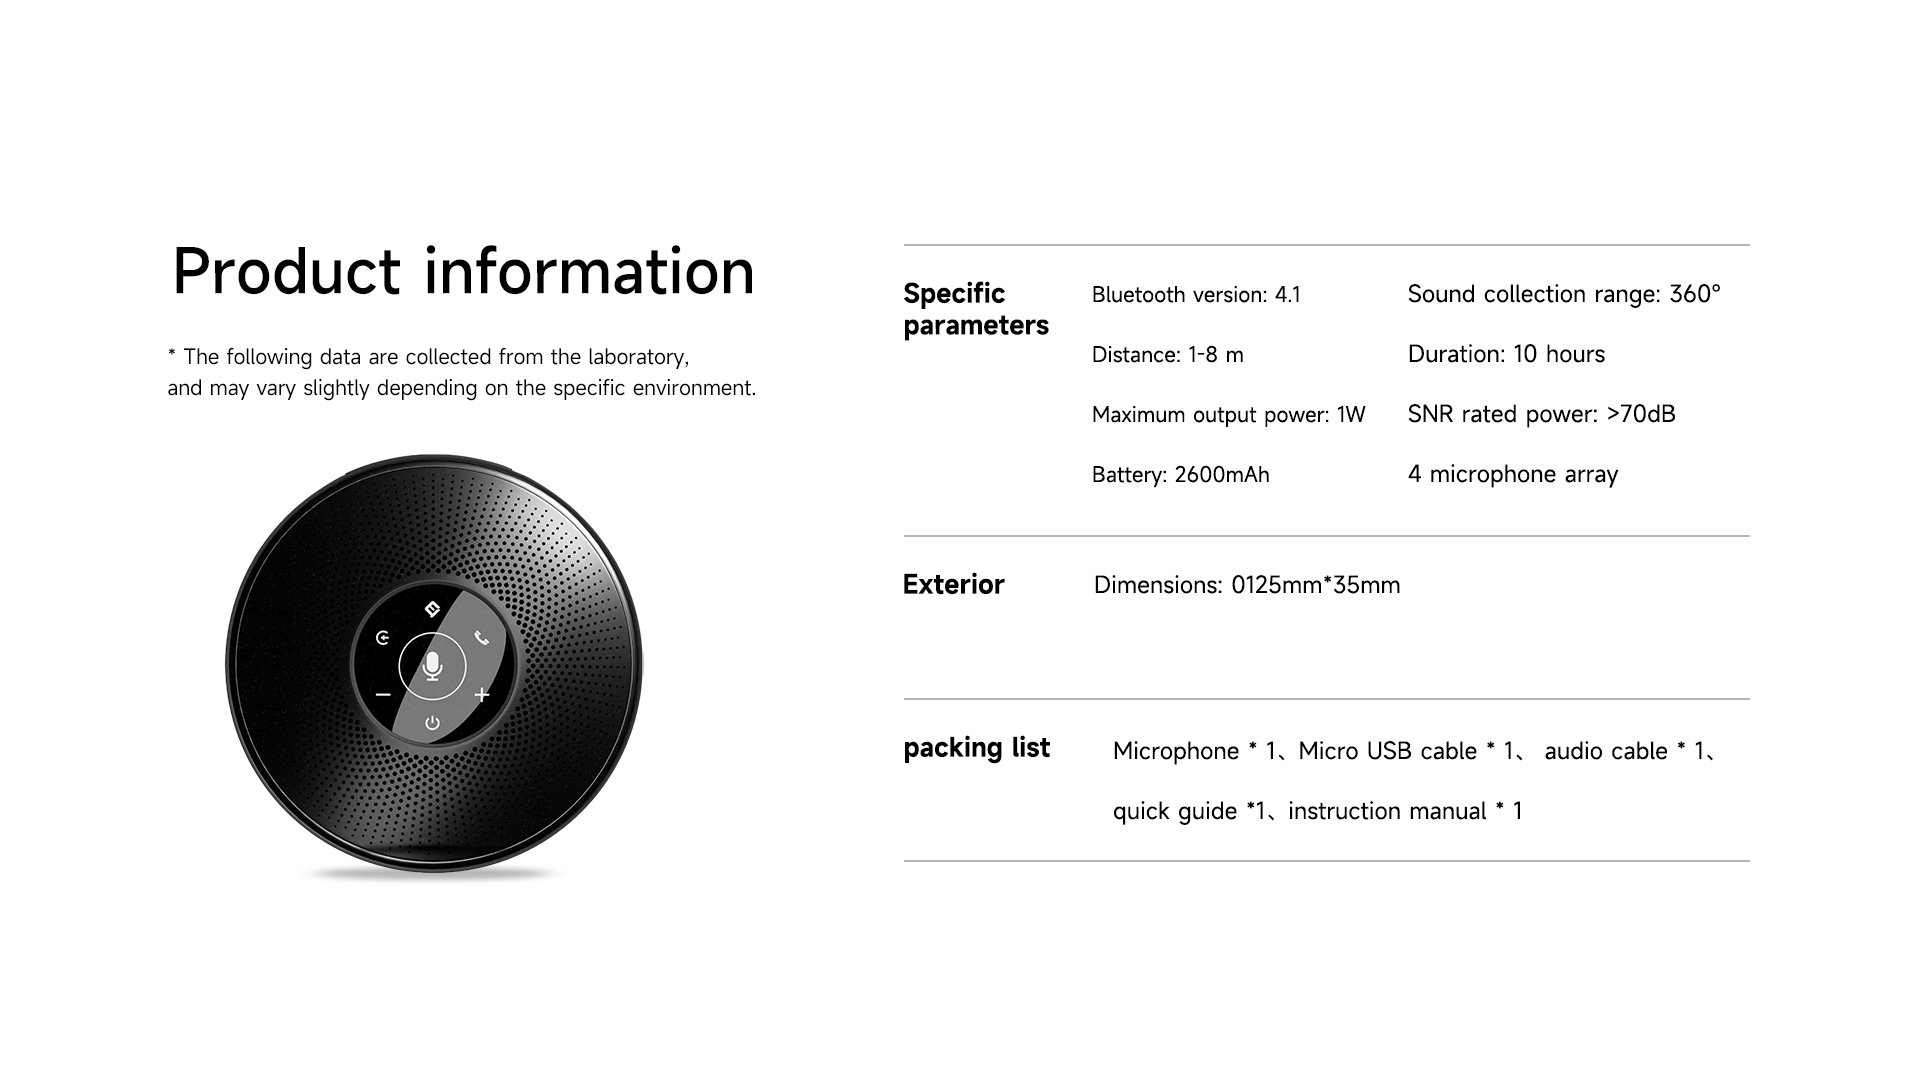 Product information
* The following data are collected from the laboratory,
and may vary slightly depending on the specific environment.
Specific
parameters
Bluetooth version: 4.1
Sound collection range: 360°
Distance: 1-8 m
Duration: 10 hours
Maximum output power: 1W
SNR rated power: >70dB
Battery: 2600mAh
4 microphone array
Exterior
Dimensions: 0125mm*35mm
packing list
Microphone * 1、Micro USB cable * 1、 audio cable * 1、
quick guide *1、instruction manual * 1